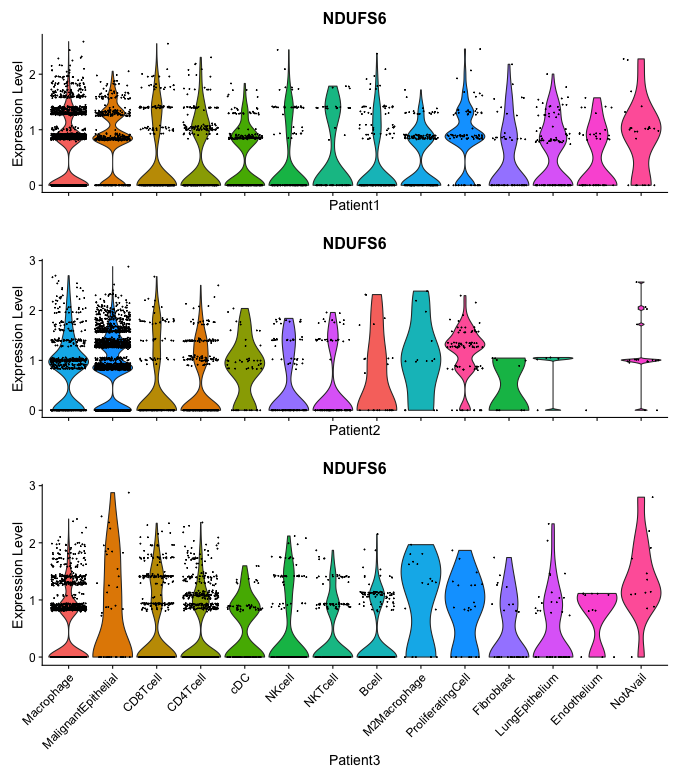 NDUFS6
Expression Level
2
1
0
Patient1
NDUFS6
Expression Level
3
2
1
0
Patient2
NDUFS6
Expression Level
3
2
1
0
Macrophage
MalignantEpithelial
CD8Tcell
CD4Tcell
cDC
NKcell
NKTcell
Bcell
M2Macrophage
ProliferatingCell
Fibroblast
LungEpithelium
Endothelium
NotAvail
Patient3